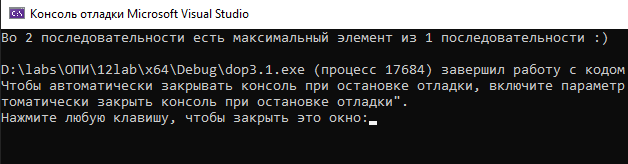 Консоль отладки Microsoft Visual Studio
Во 2 последовательности есть максимальный элемент из 1 последовательности :)
D:\labs\ОПИ\12lab\x64\Debug\dop3.1.exe (процесс 17684) завершил работу с кодом
Чтобы автоматически закрывать консоль при остановке отладки, включите параметр
томатически закрыть консоль при остановке отладки".
Нажмите любую клавишу, чтобы закрыть это окно: